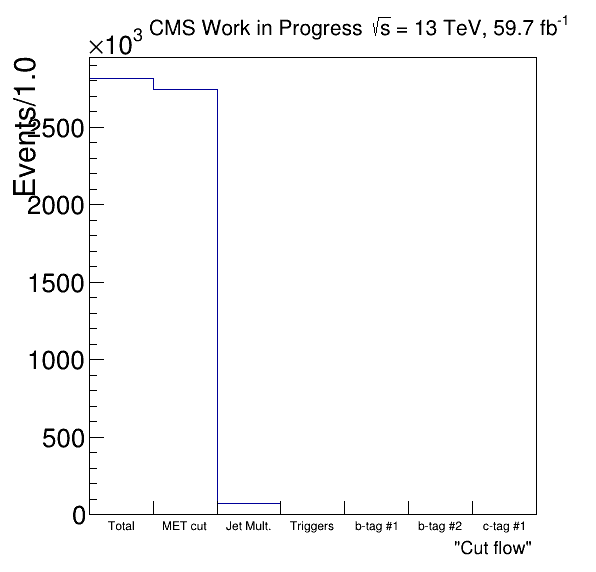 ×10³ CMS Work in Progress √s = 13 TeV, 59.7 fb⁻¹
Events/1.0
2500
2000
1500
1000
500
0
Total MET cut Jet Mult. Triggers b-tag #1 b-tag #2 c-tag #1
"Cut flow"